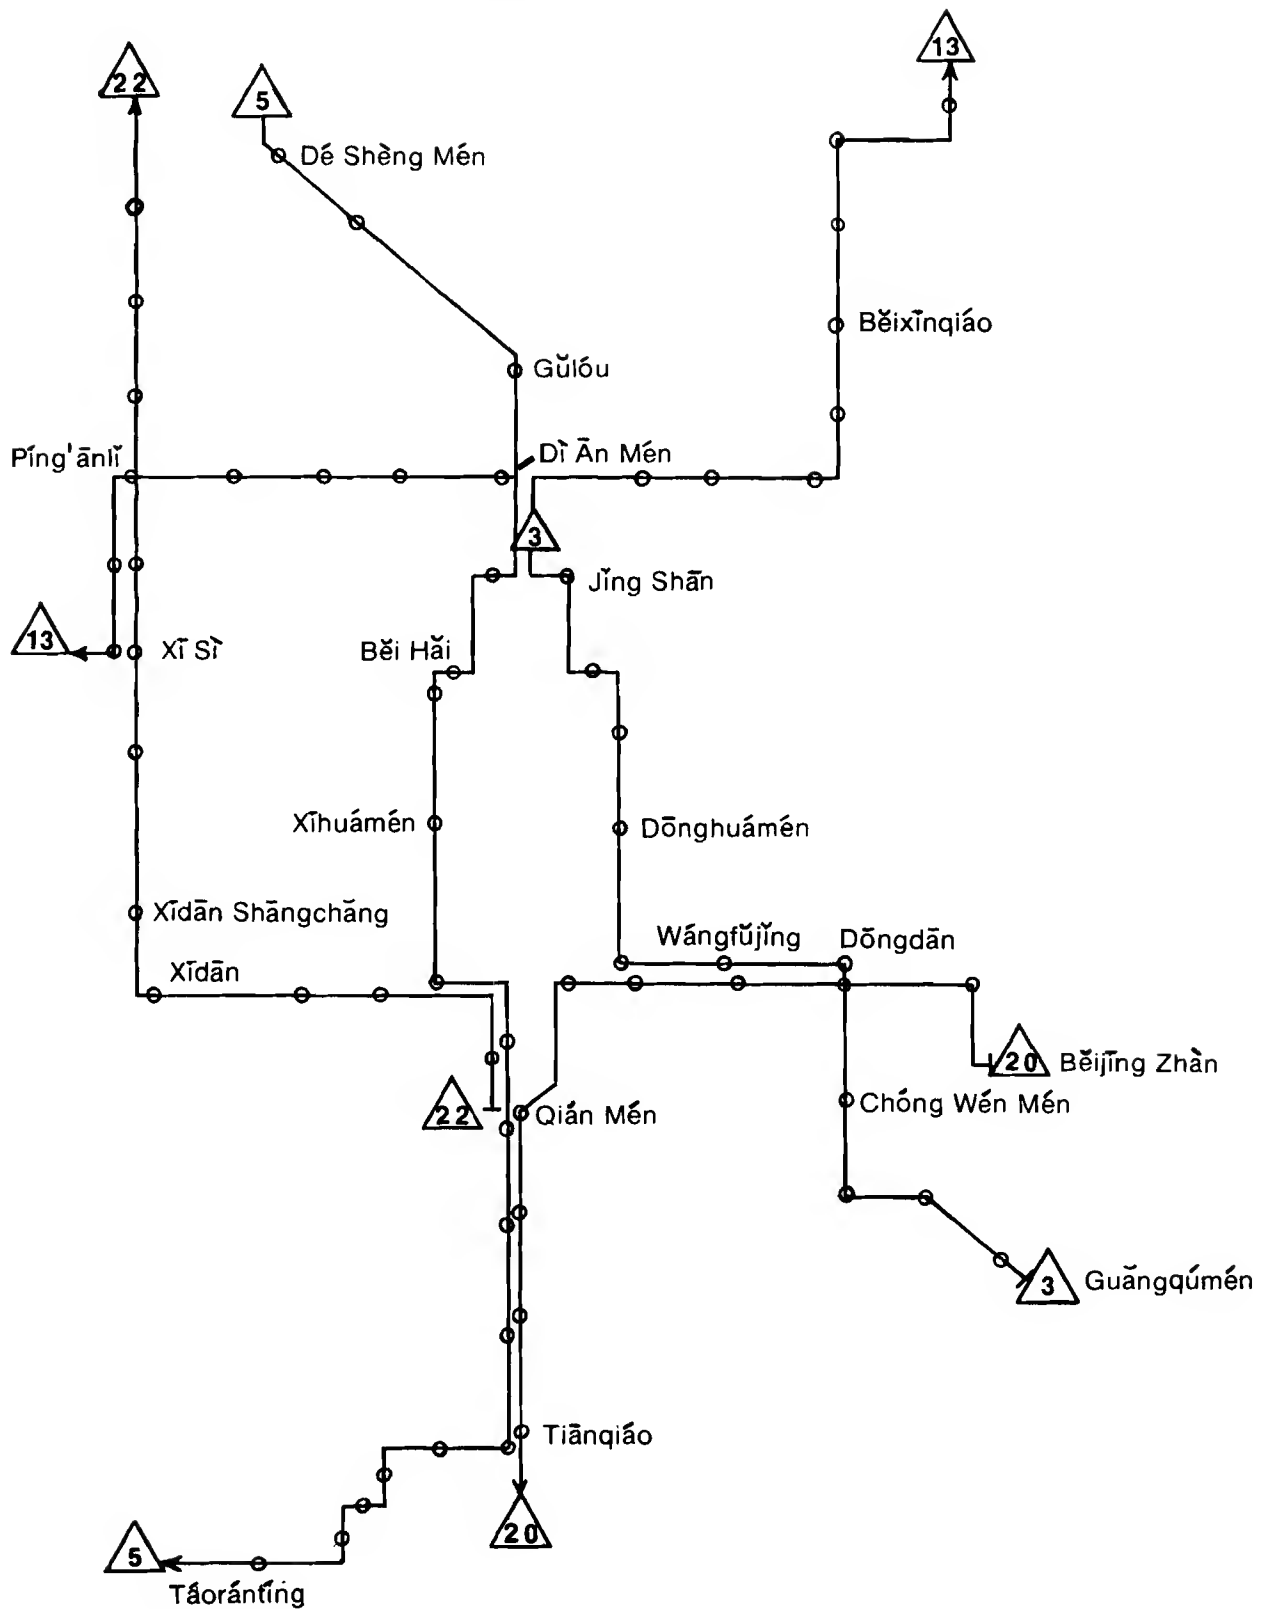 13
22
5
Dé Shèng Mén
Běixīnqiáo
Gǔlóu
Dì Ān Mén
Píng'ānlǐ
3
Jǐng Shān
13
Xī Sì
Běi Hǎi
Xīhuámén
Dōnghuámén
Xīdān Shāngchǎng
Wángfǔjǐng
Dōngdān
Xīdān
20
Běijīng Zhàn
22
Qián Mén
Chóng Wén Mén
3
Guǎngqúmén
Tiānqiáo
20
5
Táorántíng